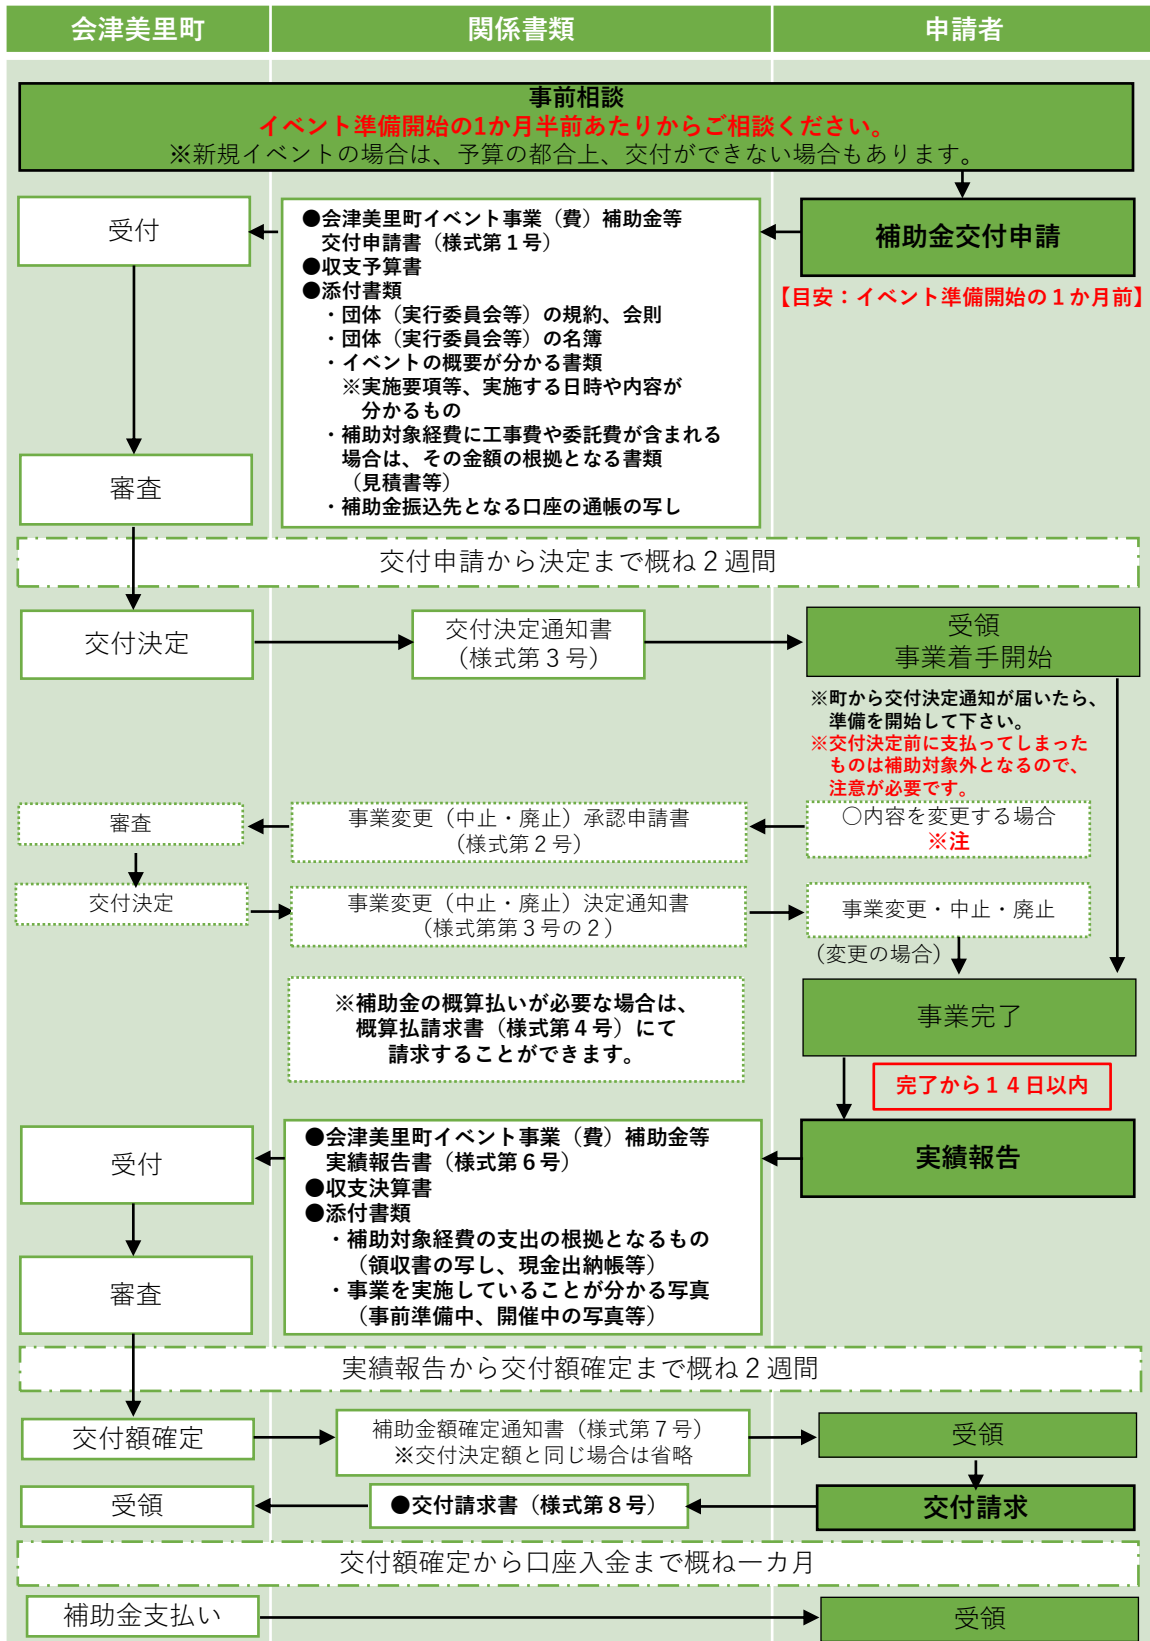 会津美里町
関係書類
申請者
事前相談
イベント準備開始の1か月半前あたりからご相談ください。
※新規イベントの場合は、予算の都合上、交付ができない場合もあります。
受付
●会津美里町イベント事業（費）補助金等
交付申請書（様式第１号）
●収支予算書
●添付書類
・団体（実行委員会等）の規約、会則
・団体（実行委員会等）の名簿
・イベントの概要が分かる書類
※実施要項等、実施する日時や内容が
分かるもの
・補助対象経費に工事費や委託費が含まれる
場合は、その金額の根拠となる書類
（見積書等）
・補助金振込先となる口座の通帳の写し
補助金交付申請
【目安：イベント準備開始の１か月前】
審査
交付申請から決定まで概ね２週間
交付決定
交付決定通知書
（様式第３号）
受領
事業着手開始
※町から交付決定通知が届いたら、
準備を開始して下さい。
※交付決定前に支払ってしまった
ものは補助対象外となるので、
注意が必要です。
審査
事業変更（中止・廃止）承認申請書
（様式第２号）
○内容を変更する場合
※注
交付決定
事業変更（中止・廃止）決定通知書
（様式第第３号の２）
事業変更・中止・廃止
（変更の場合）
※補助金の概算払いが必要な場合は、
概算払請求書（様式第４号）にて
請求することができます。
事業完了
完了から１４日以内
受付
●会津美里町イベント事業（費）補助金等
実績報告書（様式第６号）
●収支決算書
●添付書類
・補助対象経費の支出の根拠となるもの
（領収書の写し、現金出納帳等）
・事業を実施していることが分かる写真
（事前準備中、開催中の写真等）
実績報告
審査
実績報告から交付額確定まで概ね２週間
交付額確定
補助金額確定通知書（様式第７号）
※交付決定額と同じ場合は省略
受領
受領
●交付請求書（様式第８号）
交付請求
交付額確定から口座入金まで概ね一カ月
補助金支払い
受領